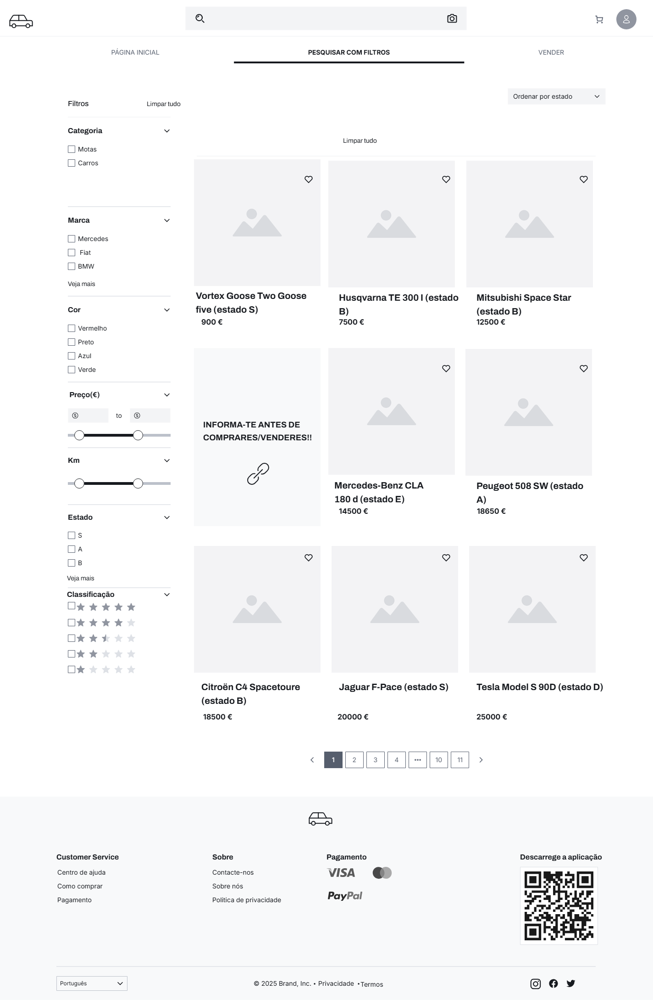 PÁGINA INICIAL
PESQUISAR COM FILTROS
VENDER
Ordenar por estado
Filtros
Limpar tudo
Categoria
Motas
Carros
Marca
Mercedes
Fiat
BMW
Veja mais
Cor
Vermelho
Preto
Azul
Verde
Preço(€)
to
Km
Estado
S
A
B
Veja mais
Classificação
Limpar tudo
Vortex Goose Two Goose
five (estado S)
900 €
Husqvarna TE 300 I (estado
B)
7500 €
Mitsubishi Space Star
(estado B)
12500 €
INFORMA-TE ANTES DE
COMPRARES/VENDERES!!
Mercedes-Benz CLA
180 d (estado E)
14500 €
Peugeot 508 SW (estado
A)
18650 €
Citroën C4 Spacetoure
(estado B)
18500 €
Jaguar F-Pace (estado S)
20000 €
Tesla Model S 90D (estado D)
25000 €
1 2 3 4 ••• 10 11
Customer Service
Centro de ajuda
Como comprar
Pagamento
Sobre
Contacte-nos
Sobre nós
Politica de privacidade
Pagamento
VISA
PayPal
Descarrege a aplicação
Português
© 2025 Brand, Inc. • Privacidade •Termos